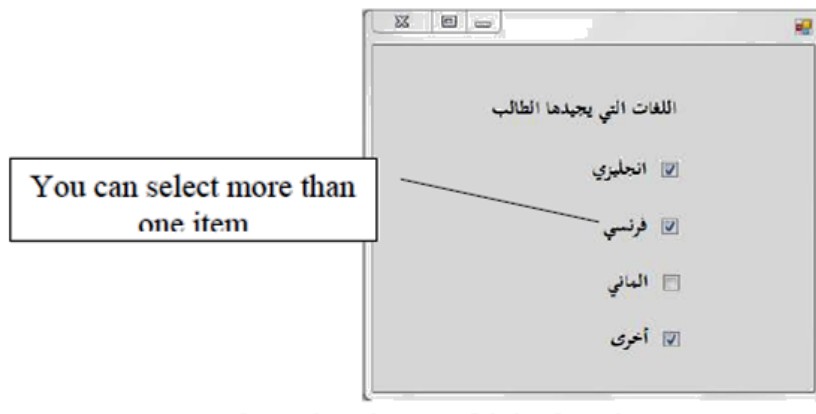 اللغات التي يجيدها الطالب
انجليزي
You can select more than
one item
فرنسي
الماني
أخرى